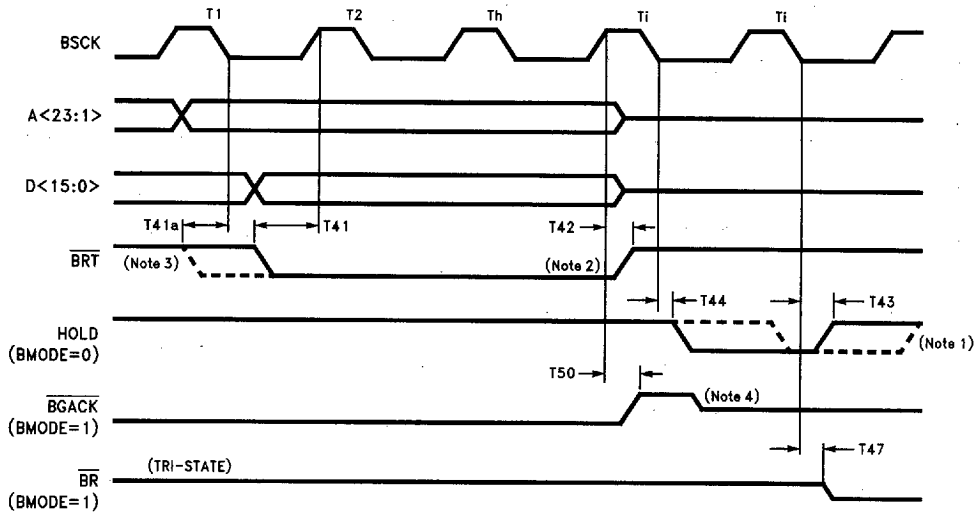 T1 T2 Th Ti Ti
BSCK
A<23:1>
D<15:0>
T41a T41 T42
BRT (Note 3) (Note 2)
T44 T43
HOLD
(BMODE=0)
(Note 1)
T50
BGACK
(BMODE=1)
(Note 4)
T47
BR
(BMODE=1)
(TRI-STATE)